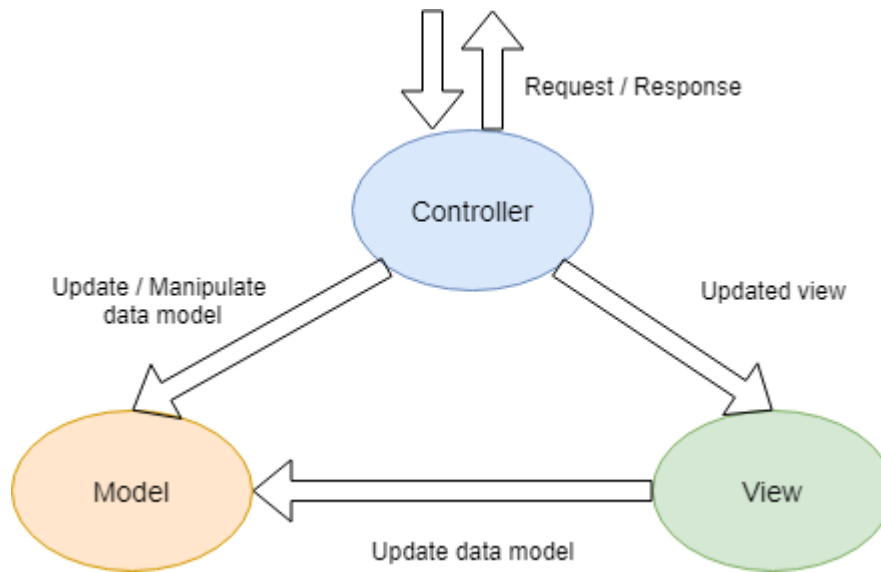 Request / Response
Controller
Update / Manipulate
data model
Updated view
Model
View
Update data model